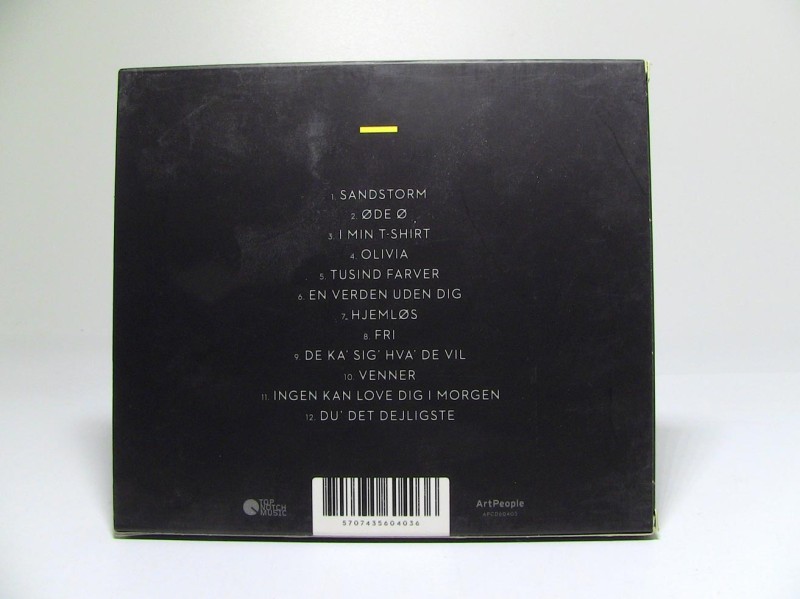 1. SANDSTORM
2. ØDE Ø
3. I MIN T-SHIRT
4. OLIVIA
5. TUSIND FARVER
6. EN VERDEN UDEN DIG
7. HJEMLØS
8. FRI
9. DE KA' SIG' HVA' DE VIL
10. VENNER
11. INGEN KAN LOVE DIG I MORGEN
12. DU' DET DEJLIGSTE
TOP
NOTCH
MUSIC
5707435604036
ArtPeople